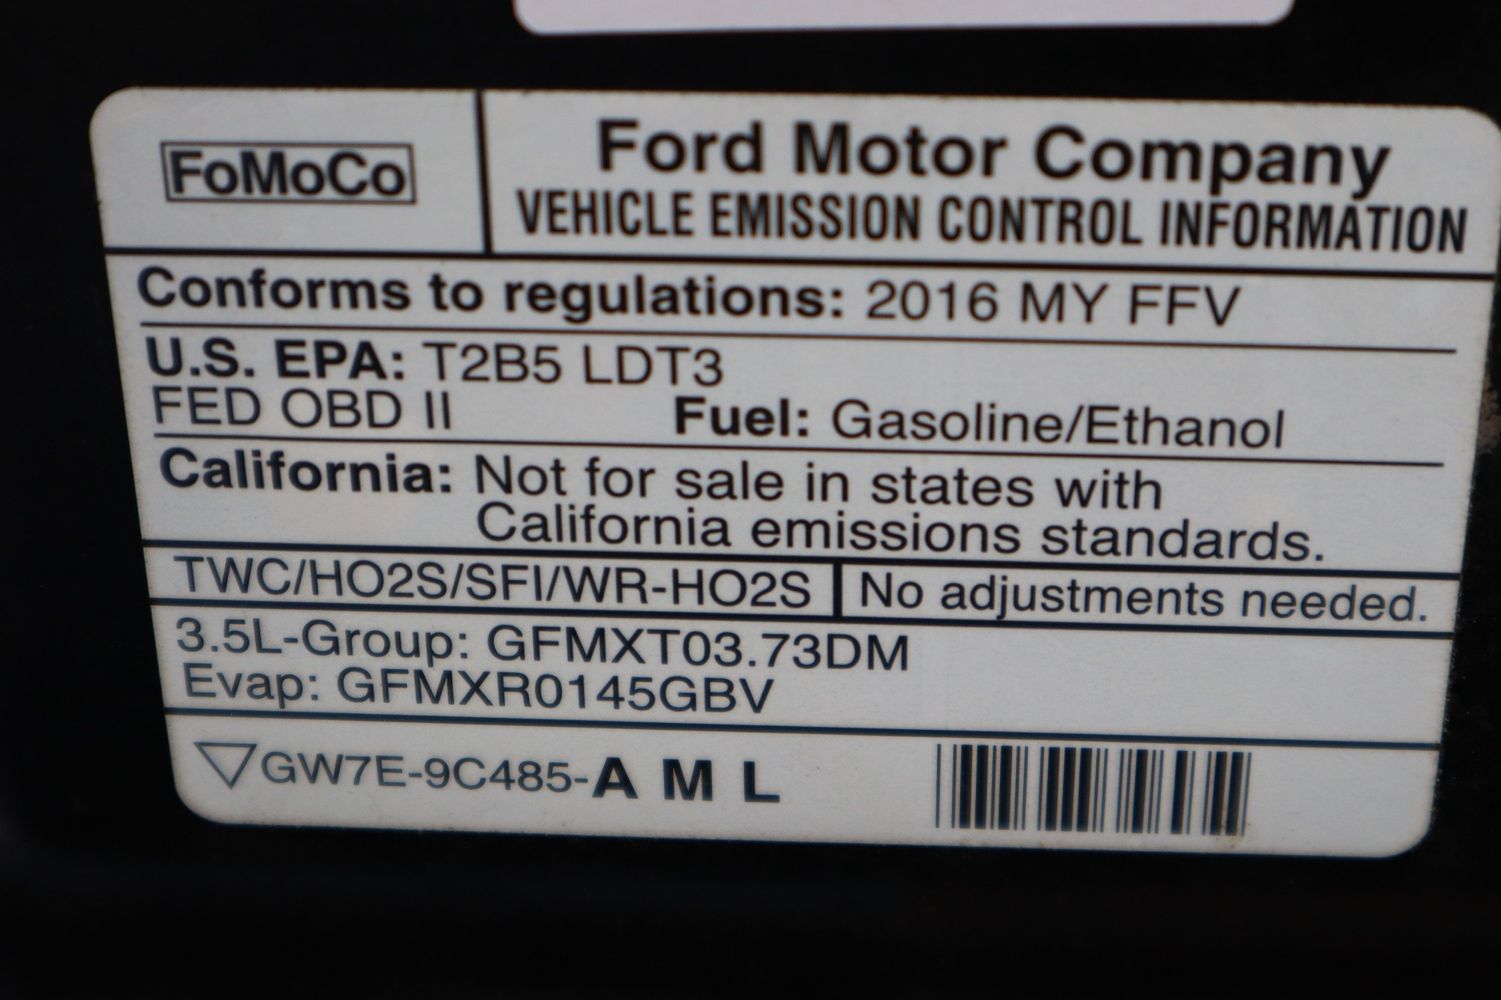 FoMoCo
Ford Motor Company
VEHICLE EMISSION CONTROL INFORMATION
Conforms to regulations: 2016 MY FFV
U.S. EPA: T2B5 LDT3
FED OBD II Fuel: Gasoline/Ethanol
California: Not for sale in states with
California emissions standards.
TWC/HO2S/SFI/WR-HO2S No adjustments needed.
3.5L-Group: GFMXT03.73DM
Evap: GFMXR0145GBV
GW7E-9C485-A M L